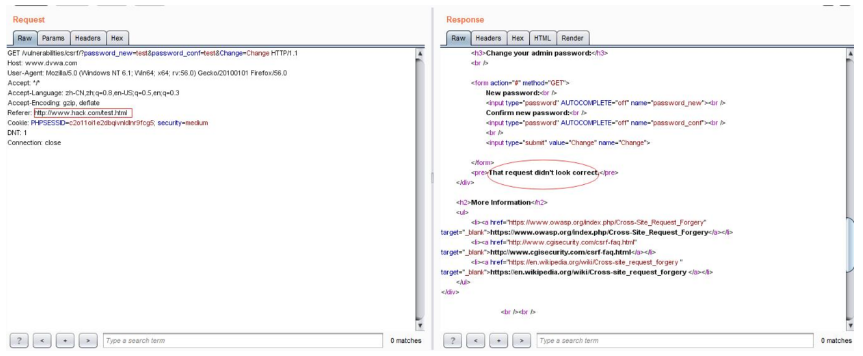 Request
Raw Params Headers Hex
GET /vulnerabilities/csrf/?password_new=test&password_conf=test&Change=Change HTTP/1.1
Host: www.dvwa.com
User-Agent: Mozilla/5.0 (Windows NT 6.1; Win64; x64; rv:56.0) Gecko/20100101 Firefox/56.0
Accept: */*
Accept-Language: zh-CN,zh;q=0.8,en-US;q=0.5,en;q=0.3
Accept-Encoding: gzip, deflate
Referer: http://www.hack.com/test.html
Cookie: security=medium
DNT: 1
Connection: close
? < + > Type a search term 0 matches
Response
Raw Headers Hex HTML Render
<h3>Change your admin password:</h3>
<br />
<form action="#" method="GET">
New password:<br />
<input type="password" AUTOCOMPLETE="off" name="password_new"><br />
Confirm new password:<br />
<input type="password" AUTOCOMPLETE="off" name="password_conf"><br />
<br />
<input type="submit" value="Change" name="Change">
</form>
<pre>That request didn't look correct.</pre>
</div>
<h2>More Information</h2>
<ul>
<li><a href="https://www.owasp.org/index.php/Cross-Site_Request_Forgery"
target="_blank">https://www.owasp.org/index.php/Cross-Site_Request_Forgery</a></li>
<li><a href="http://www.cgisecurity.com/csrf-faq.html"
target="_blank">http://www.cgisecurity.com/csrf-faq.html</a></li>
<li><a href="https://en.wikipedia.org/wiki/Cross-site_request_forgery "
target="_blank">https://en.wikipedia.org/wiki/Cross-site_request_forgery </a></li>
</ul>
</div>
<br /><br />
? < + > Type a search term 0 matches